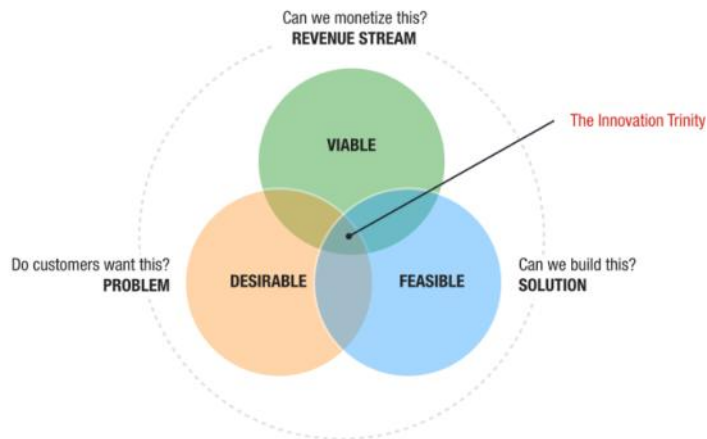 Can we monetize this?
REVENUE STREAM
The Innovation Trinity
VIABLE
Do customers want this?
PROBLEM
DESIRABLE
FEASIBLE
Can we build this?
SOLUTION